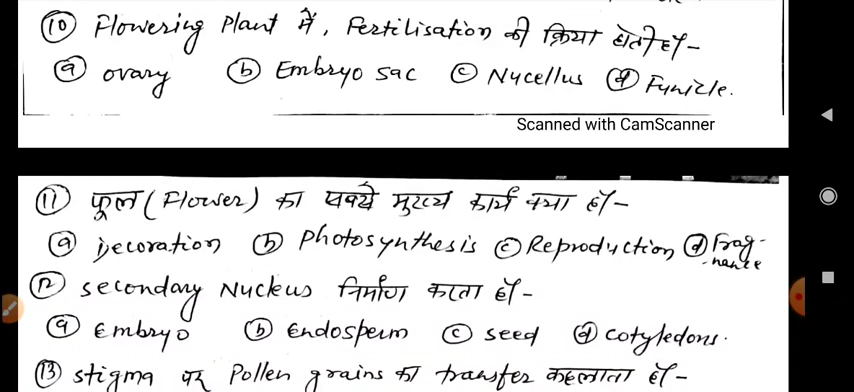 (10) Flowering Plant में, Fertilisation की क्रिया होती है -
(a) ovary (b) Embryo sac (c) Nucellus (d) Funicle.
Scanned with CamScanner
(11) फूल (Flower) का सबसे मुख्य कार्य क्या है -
(a) Decoration (b) Photosynthesis (c) Reproduction (d) Frag-
-nance
(12) Secondary Nucleus निर्माण करता है -
(a) Embryo (b) Endosperm (c) seed (d) cotyledons.
(13) stigma पर Pollen grains का transfer कहलाता है -